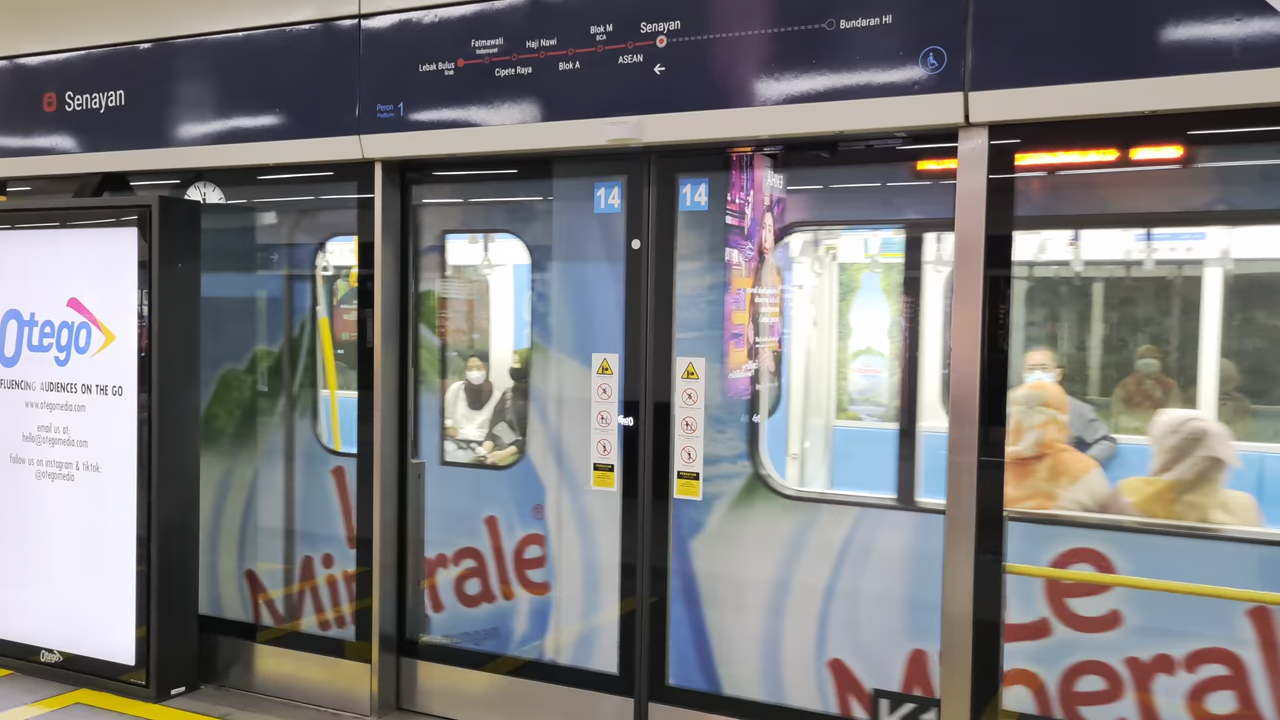 Senayan
Peron
Platform 1
Lebak Bulus
Grab
Fatmawati
Indomaret
Cipete Raya
Haji Nawi
Blok A
Blok M
BCA
ASEAN
Senayan
Bundaran HI
14
14
Otego
FLUENCING AUDIENCES ON THE GO
www.otegomedia.com
email us at:
hello@otegomedia.com
follow us on instagram & tiktok:
@otegomedia
Otego
Minerale
Le
Mineral